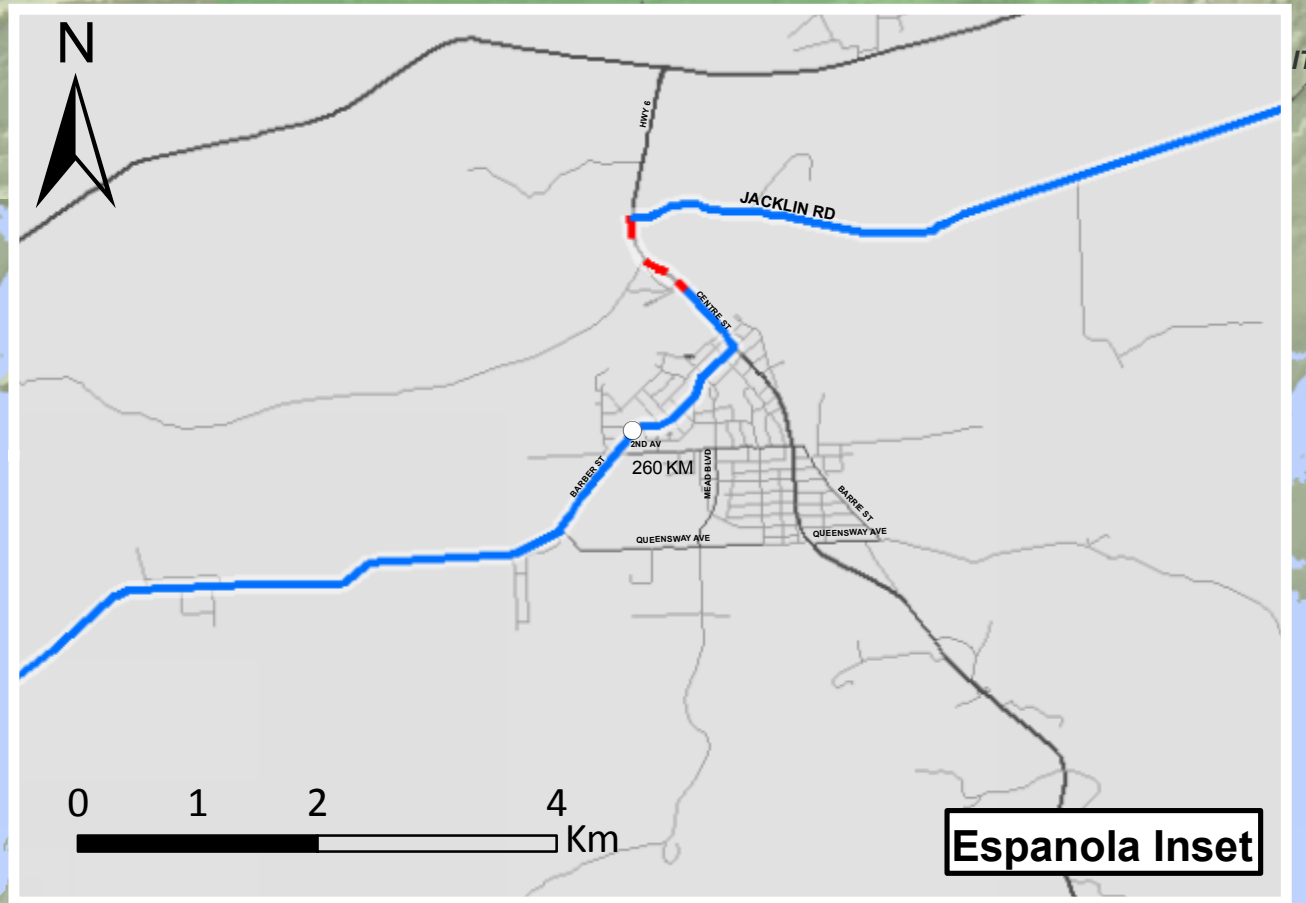 N
IT
HWY 6
JACKLIN RD
CENTRE ST
2ND AV
260 KM
MEAD BLVD
BARBER ST
BARRIE ST
QUEENSWAY AVE
QUEENSWAY AVE
0 1 2 4
Km
Espanola Inset